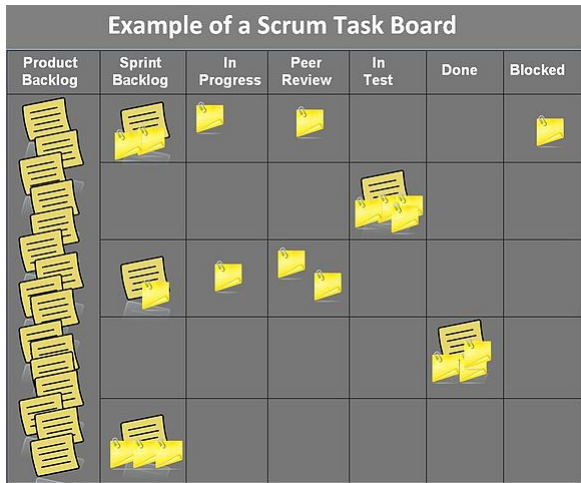 Example of a Scrum Task Board
Product Backlog
Sprint Backlog
In Progress
Peer Review
In Test
Done
Blocked